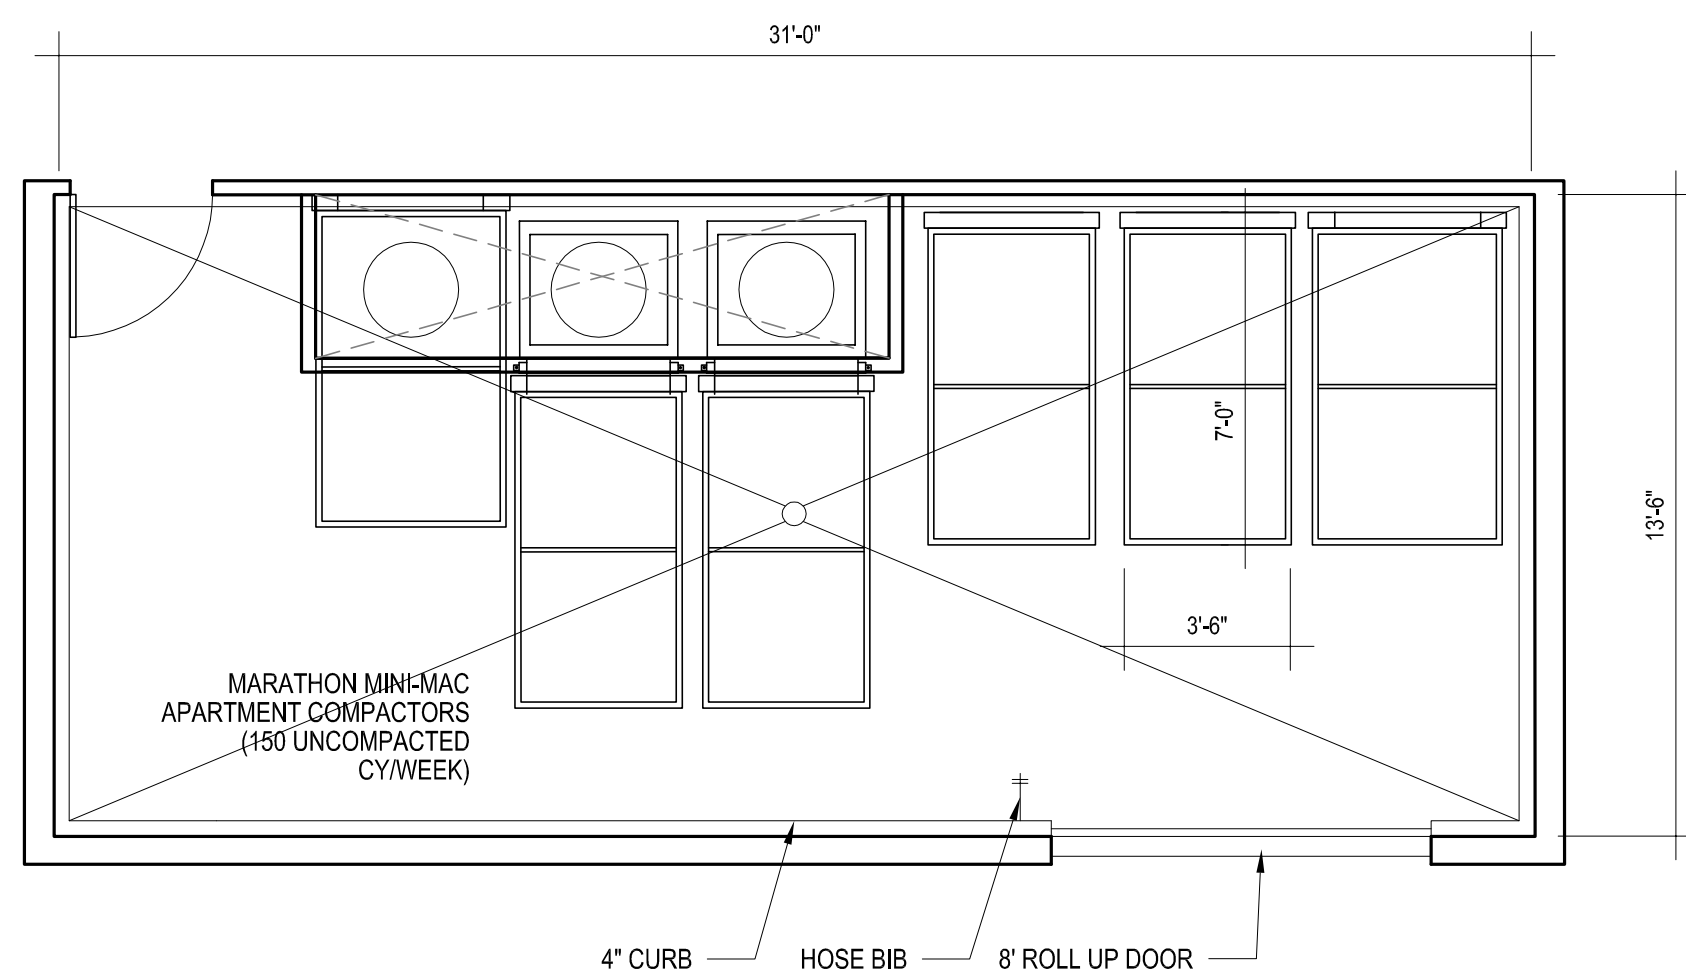 31'-0"
7'-0"
13'-6"
3'-6"
MARATHON MINI-MAC
APARTMENT COMPACTORS
(150 UNCOMPACTED
CY/WEEK)
4" CURB
HOSE BIB
8' ROLL UP DOOR